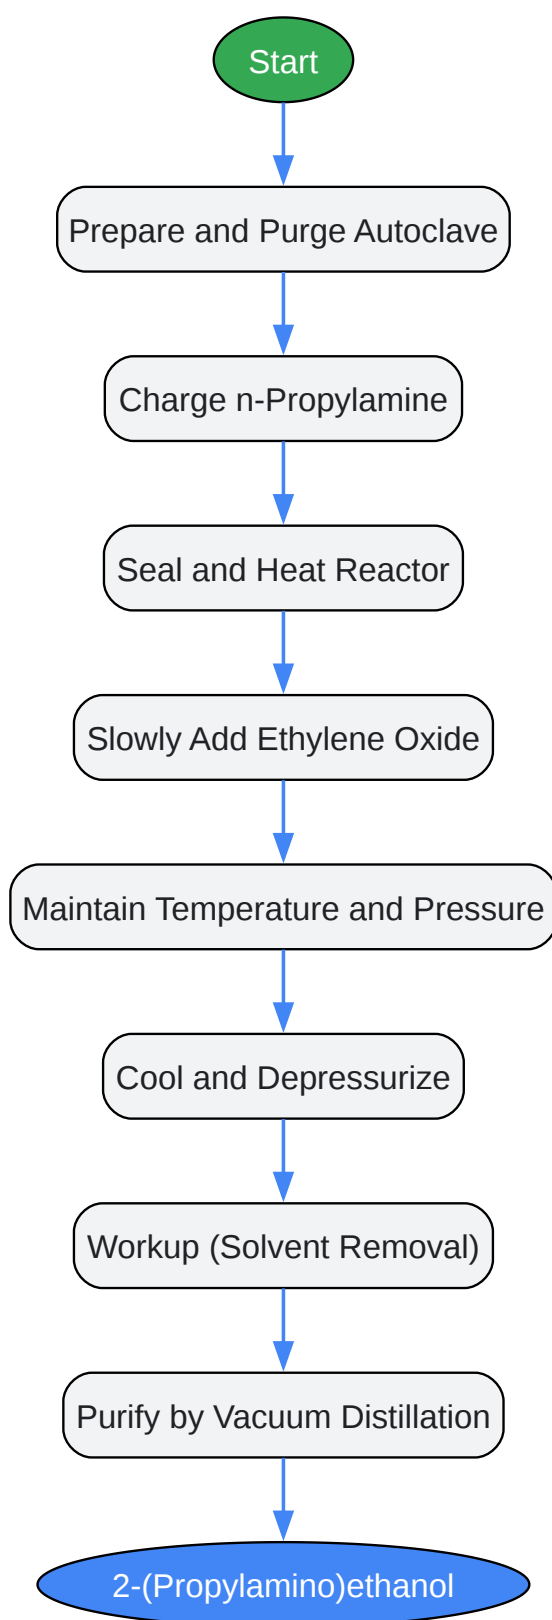 Start
Prepare and Purge Autoclave
Charge n-Propylamine
Seal and Heat Reactor
Slowly Add Ethylene Oxide
Maintain Temperature and Pressure
Cool and Depressurize
Workup (Solvent Removal)
Purify by Vacuum Distillation
2-(Propylamino)ethanol